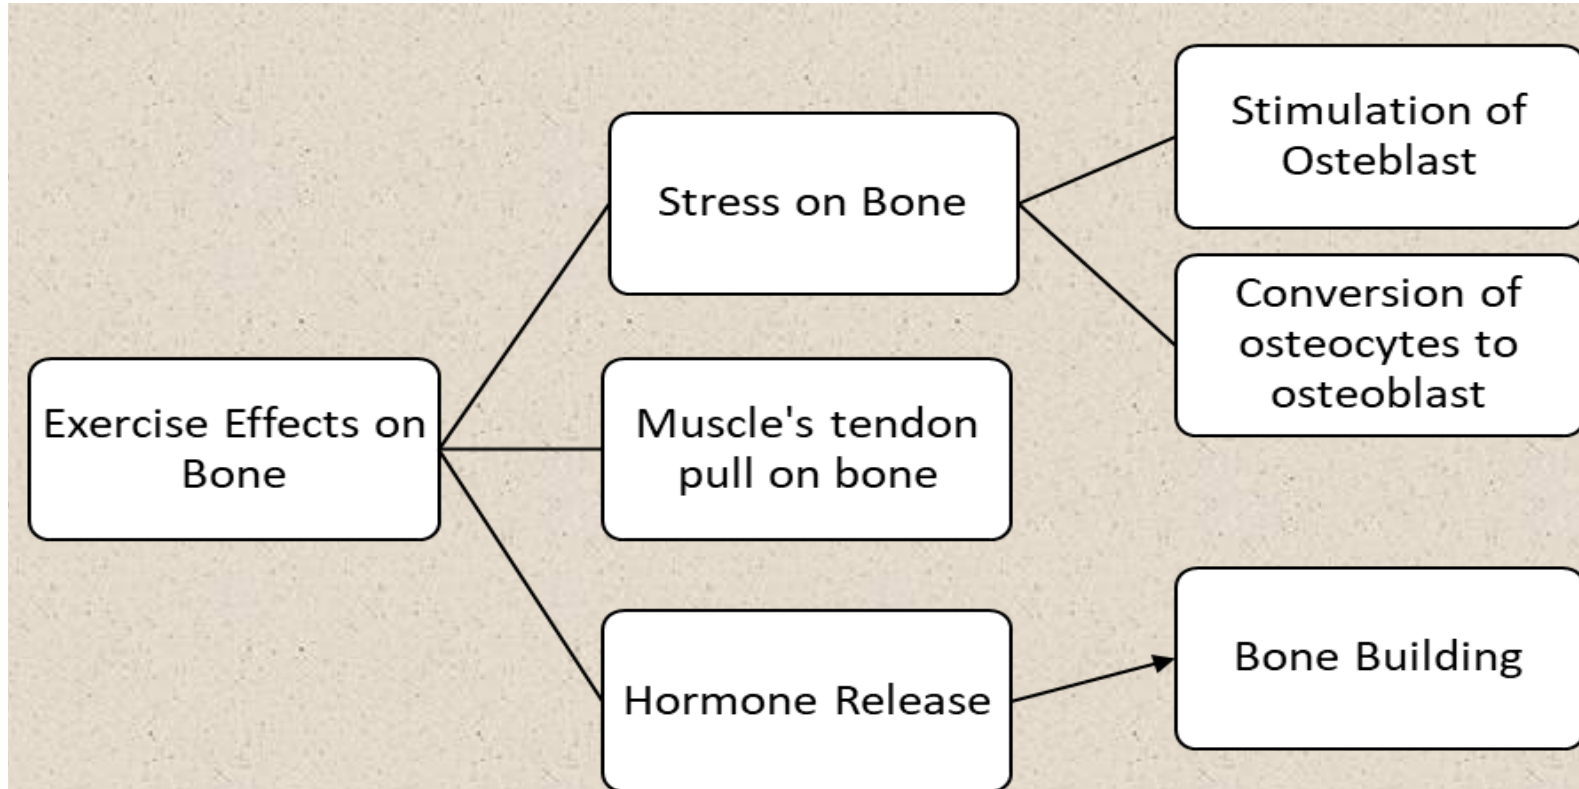 Exercise Effects on
Bone
Stress on Bone
Muscle's tendon
pull on bone
Hormone Release
Stimulation of
Osteblast
Conversion of
osteocytes to
osteoblast
Bone Building